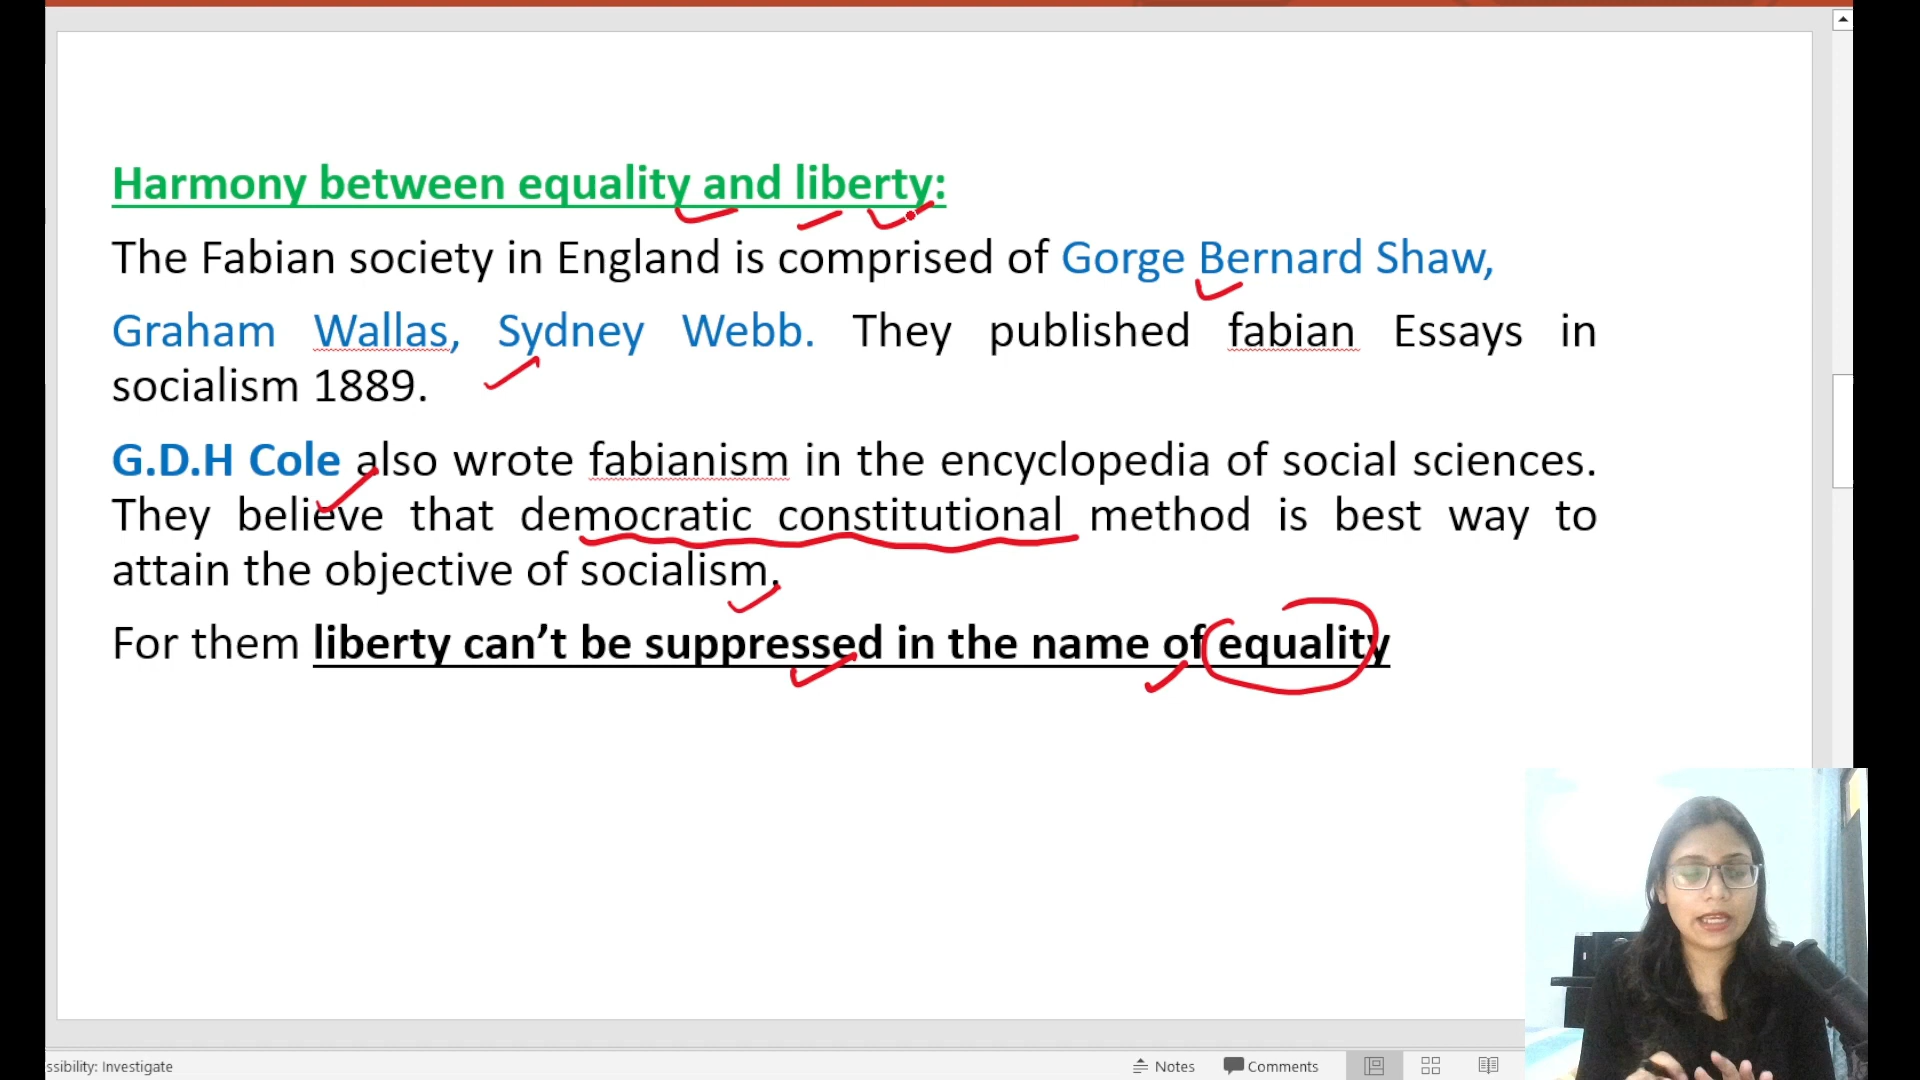 Harmony between equality and liberty:
The Fabian society in England is comprised of Gorge Bernard Shaw,
Graham Wallas, Sydney Webb. They published fabian Essays in
socialism 1889.
G.D.H Cole also wrote fabianism in the encyclopedia of social sciences.
They believe that democratic constitutional method is best way to
attain the objective of socialism.
For them liberty can't be suppressed in the name of equality
ssibility: Investigate
Notes
Comments